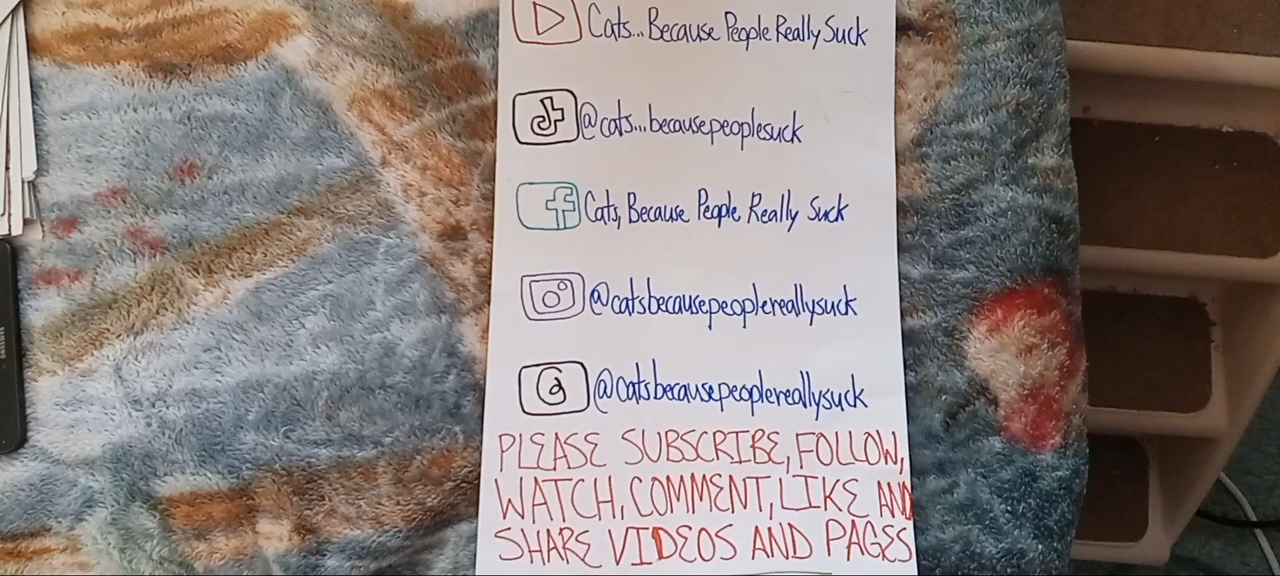 Cats...Because People Really Suck
@cats...becausepeoplesuck
Cats, Because People Really Suck
@catsbecausepeoplereallysuck
@catsbecausepeoplereallysuck
PLEASE SUBSCRIBE, FOLLOW,
WATCH, COMMENT, LIKE AND
SHARE VIDEOS AND PAGES
SAMSUNG